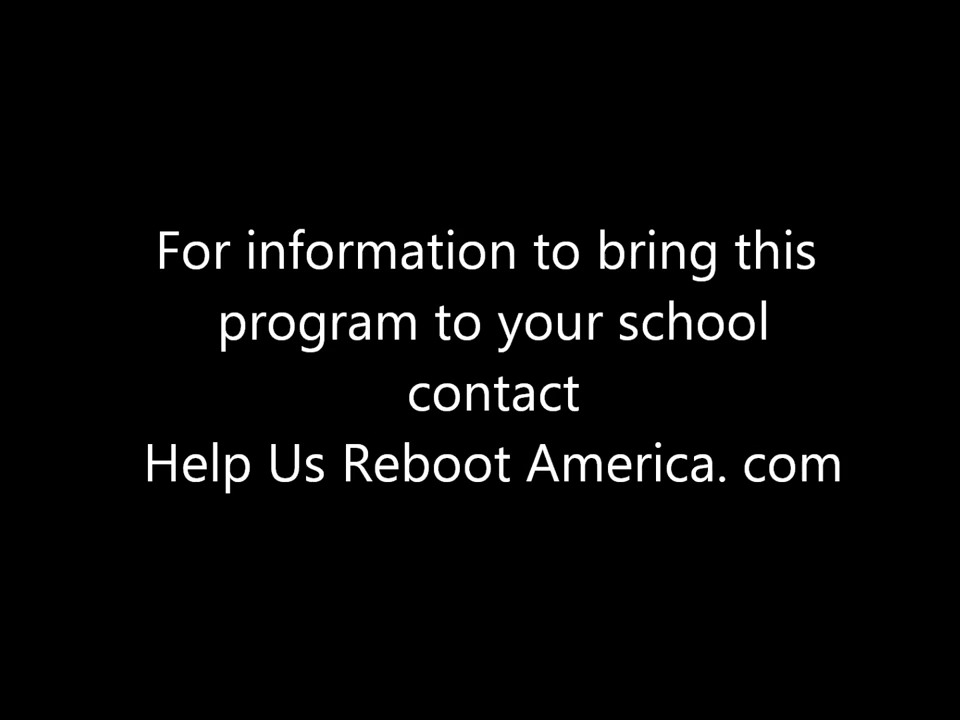 For information to bring this
program to your school
contact
Help Us Reboot America. com